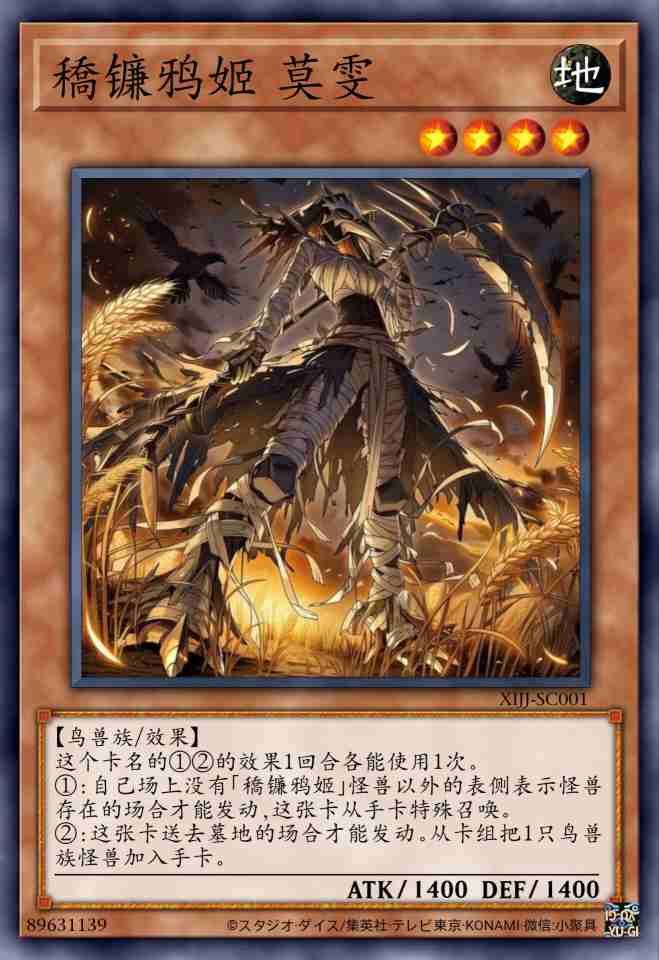 穚镰鸦姬 莫雯
地
XIJJ-SC001
【鸟兽族/效果】
这个卡名的①②的效果1回合各能使用1次。
①:自己场上没有「穚镰鸦姬」怪兽以外的表侧表示怪兽
存在的场合才能发动,这张卡从手卡特殊召唤。
②:这张卡送去墓地的场合才能发动。从卡组把1只鸟兽
族怪兽加入手卡。
ATK/1400 DEF/1400
89631139
©スタジオ·ダイス/集英社·テレビ東京·KONAMI·微信:小聚具